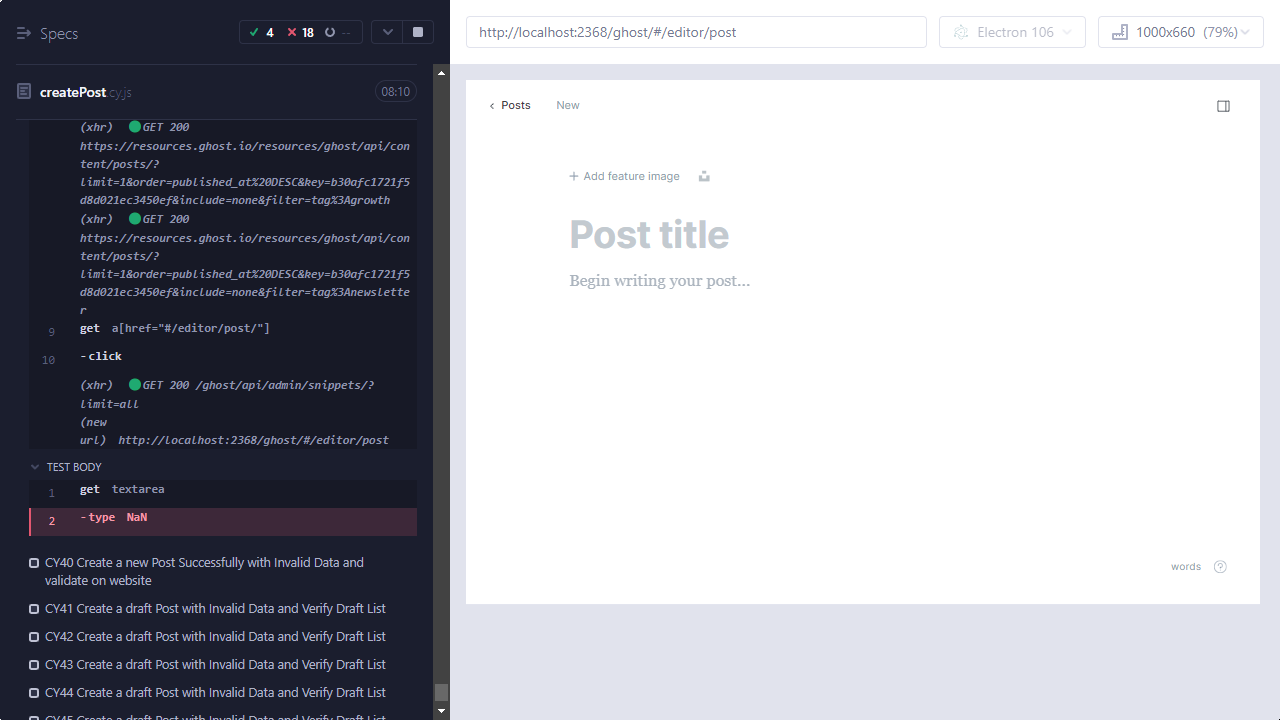 Specs
4
18
--
createPost.cy.js
08:10
(xhr) GET 200
https://resources.ghost.io/resources/ghost/api/con
tent/posts/?
limit=1&order=published_at%20DESC&key=b30afc1721f5
d8d021ec3450ef&include=none&filter=tag%3Agrowth
(xhr) GET 200
https://resources.ghost.io/resources/ghost/api/con
tent/posts/?
limit=1&order=published_at%20DESC&key=b30afc1721f5
d8d021ec3450ef&include=none&filter=tag%3Anewslette
r
9 get a[href="#/editor/post/"]
10 -click
(xhr) GET 200 /ghost/api/admin/snippets/?
limit=all
(new
url) http://localhost:2368/ghost/#/editor/post
TEST BODY
1 get textarea
2 -type NaN
CY40 Create a new Post Successfully with Invalid Data and
validate on website
CY41 Create a draft Post with Invalid Data and Verify Draft List
CY42 Create a draft Post with Invalid Data and Verify Draft List
CY43 Create a draft Post with Invalid Data and Verify Draft List
CY44 Create a draft Post with Invalid Data and Verify Draft List
CY45 Create a draft Post with Invalid Data and Verify Draft List
http://localhost:2368/ghost/#/editor/post
Electron 106
1000x660 (79%)
‹ Posts
New
+ Add feature image
Post title
Begin writing your post...
words ?